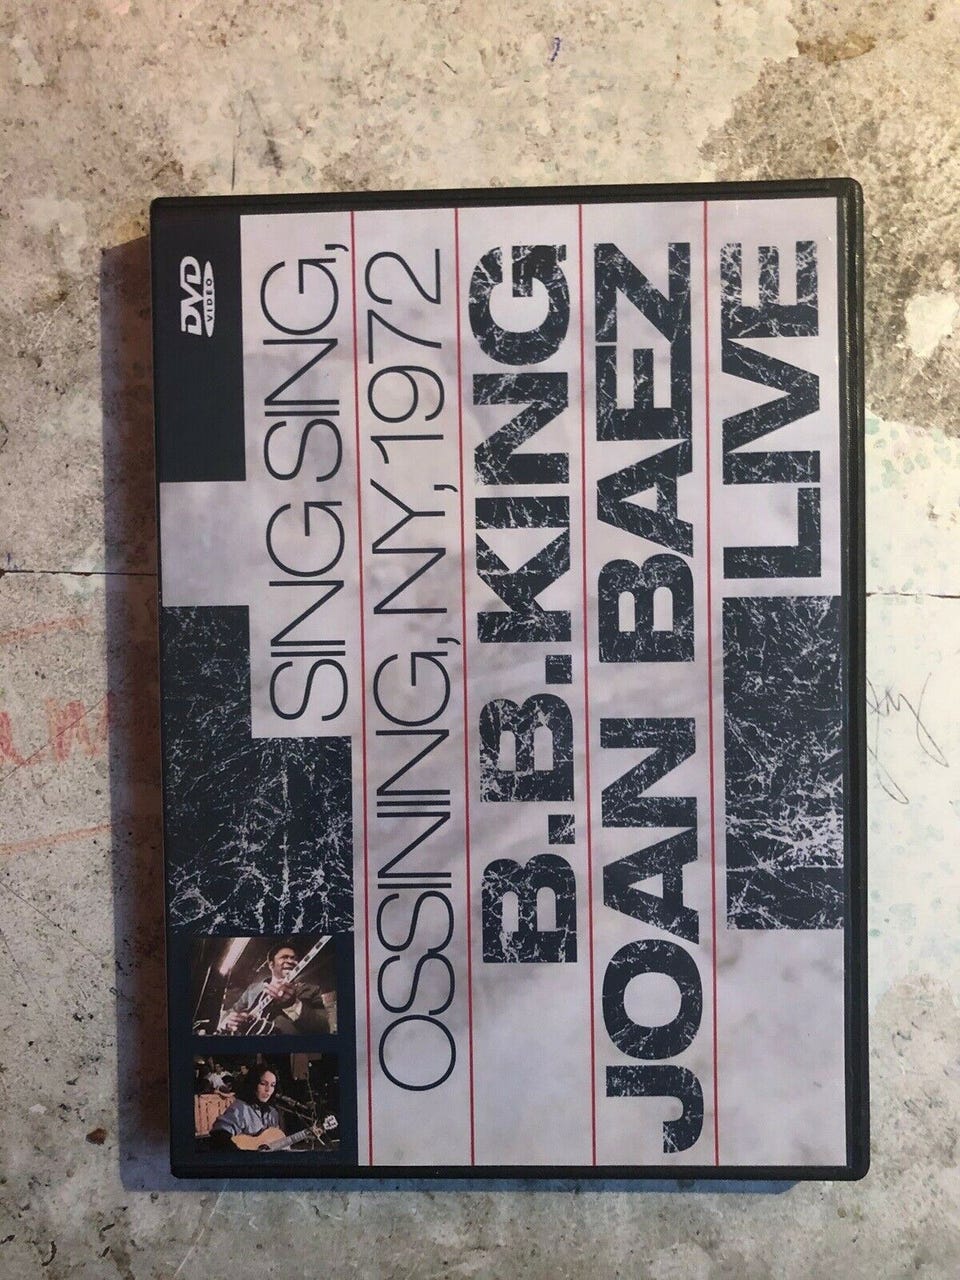 DVD
VIDEO
SING SING,
OSSINING, NY, 1972
B.B. KING
JOAN BAEZ
LIVE